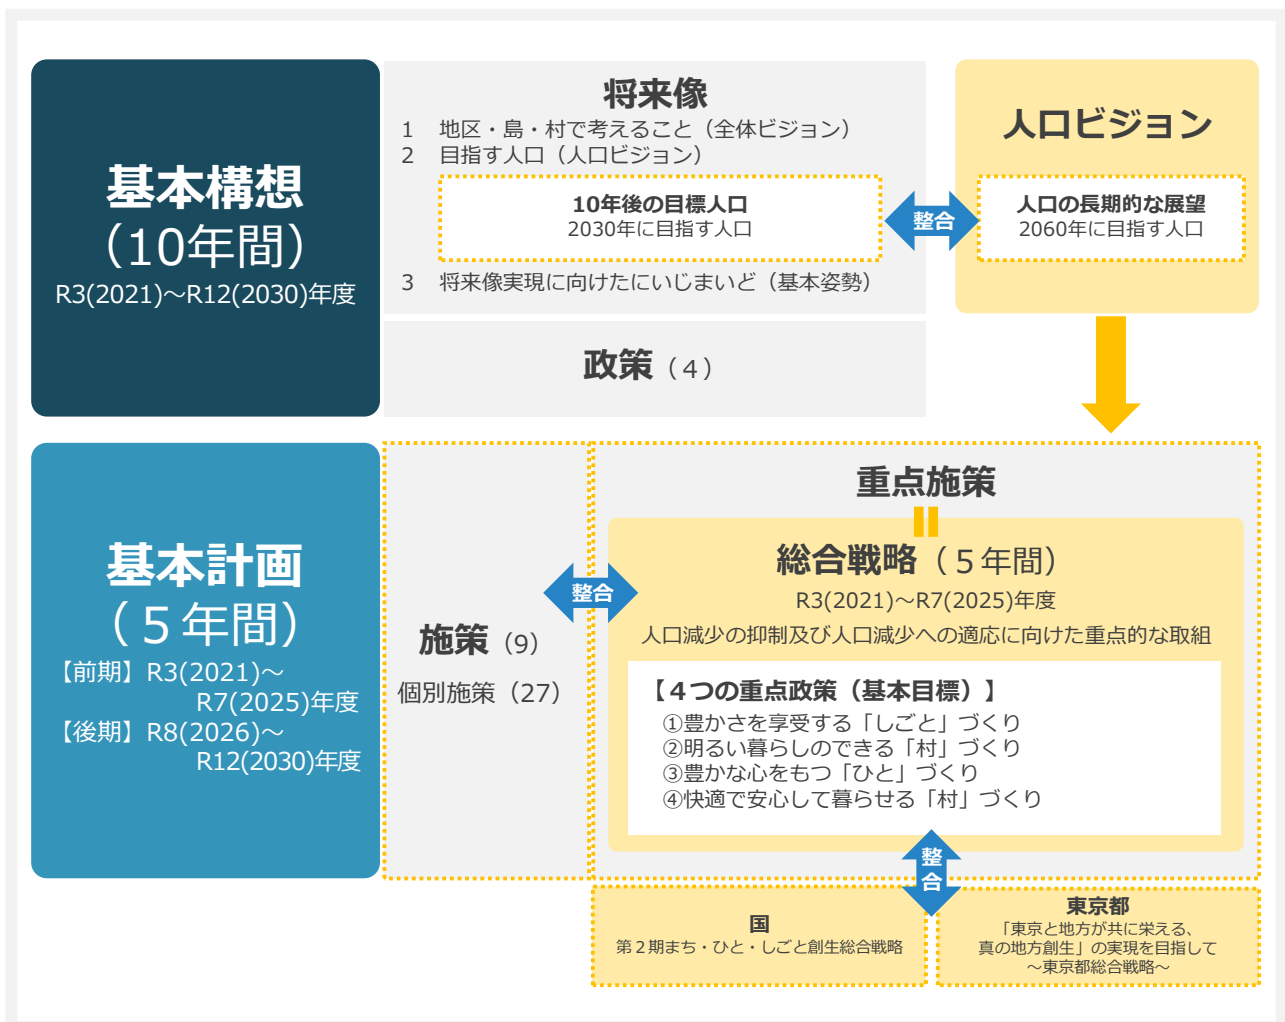 基本構想
（10年間）
R3(2021)～R12(2030)年度
将来像
1 地区・島・村で考えること（全体ビジョン）
2 目指す人口（人口ビジョン）
10年後の目標人口
2030年に目指す人口
3 将来像実現に向けたにいじまいど（基本姿勢）
整合
人口ビジョン
人口の長期的な展望
2060年に目指す人口
政策（４）
基本計画
（５年間）
【前期】R3(2021)～
R7(2025)年度
【後期】R8(2026)～
R12(2030)年度
施策（9）
個別施策（27）
整合
重点施策
総合戦略（５年間）
R3(2021)～R7(2025)年度
人口減少の抑制及び人口減少への適応に向けた重点的な取組
【４つの重点政策（基本目標）】
①豊かさを享受する「しごと」づくり
②明るい暮らしのできる「村」づくり
③豊かな心をもつ「ひと」づくり
④快適で安心して暮らせる「村」づくり
整合
国
第２期まち・ひと・しごと創生総合戦略
東京都
「東京と地方が共に栄える、
真の地方創生」の実現を目指して
～東京都総合戦略～